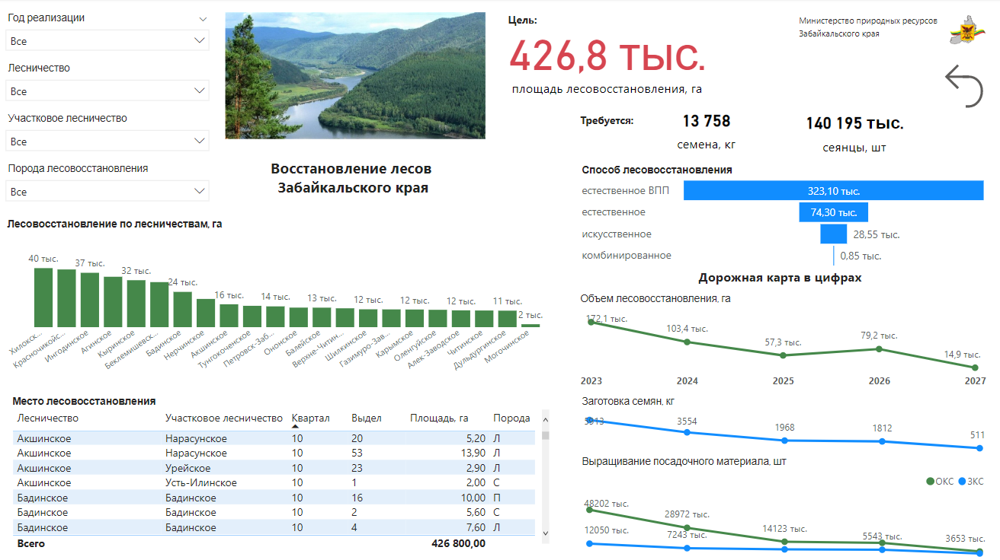 Год реализации
Все
Лесничество
Все
Участковое лесничество
Все
Порода лесовосстановления
Все
Восстановление лесов
Забайкальского края
Цель:
426,8 тыс.
площадь лесовосстановления, га
Министерство природных ресурсов
Забайкальского края
Требуется:
13 758
семена, кг
140 195 тыс.
сеянцы, шт
Способ лесовосстановления
естественное ВПП 323,10 тыс.
естественное 74,30 тыс.
искусственное 28,55 тыс.
комбинированное 0,85 тыс.
Лесовосстановление по лесничествам, га
40 тыс. 37 тыс. 32 тыс. 24 тыс. 16 тыс. 14 тыс. 13 тыс. 12 тыс. 12 тыс. 12 тыс. 11 тыс. 2 тыс.
Хилокск...
Красночикойс...
Ингодинское
Агинское
Кыринское
Беклемишевск...
Бадинское
Нерчинское
Акшинское
Тунгокоченское
Петровск-Заб...
Ононское
Балейское
Верхне-Читин...
Шилкинское
Газимуро-Зав...
Карымское
Оленгуйское
Алек-Заводское
Читинское
Дульдургинское
Могочинское
Дорожная карта в цифрах
Объем лесовосстановления, га
172,1 тыс. 103,4 тыс. 57,3 тыс. 79,2 тыс. 14,9 тыс.
2023 2024 2025 2026 2027
Заготовка семян, кг
5913 3554 1968 1812 511
Выращивание посадочного материала, шт
ОКС ЗКС
48202 тыс. 28972 тыс. 14123 тыс. 5543 тыс. 3653 тыс.
12050 тыс. 7243 тыс.
Место лесовосстановления
Лесничество Участковое лесничество Квартал Выдел Площадь, га Порода
Акшинское Нарасунское 10 20 5,20 Л
Акшинское Нарасунское 10 53 13,90 Л
Акшинское Урейское 10 23 2,90 Л
Акшинское Усть-Илинское 10 1 2,00 С
Бадинское Бадинское 10 16 10,00 П
Бадинское Бадинское 10 2 5,60 С
Бадинское Бадинское 10 4 7,60 Л
Всего 426 800,00